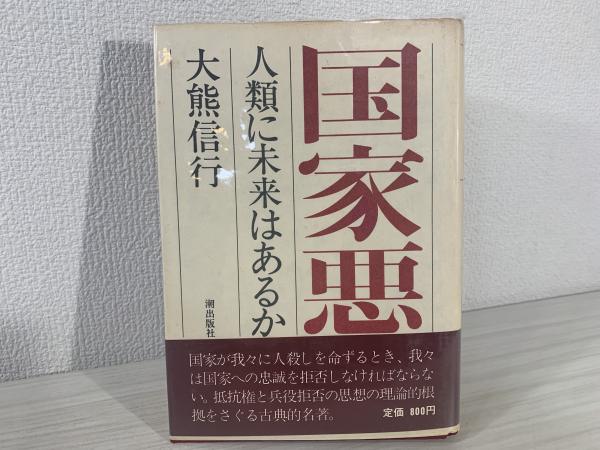 国家悪
人類に未来はあるか
大熊信行
潮出版社
国家が我々に人殺しを命ずるとき、我々
は国家への忠誠を拒否しなければならな
い。抵抗権と兵役拒否の思想の理論的根
拠をさぐる古典的名著。
定価 800円